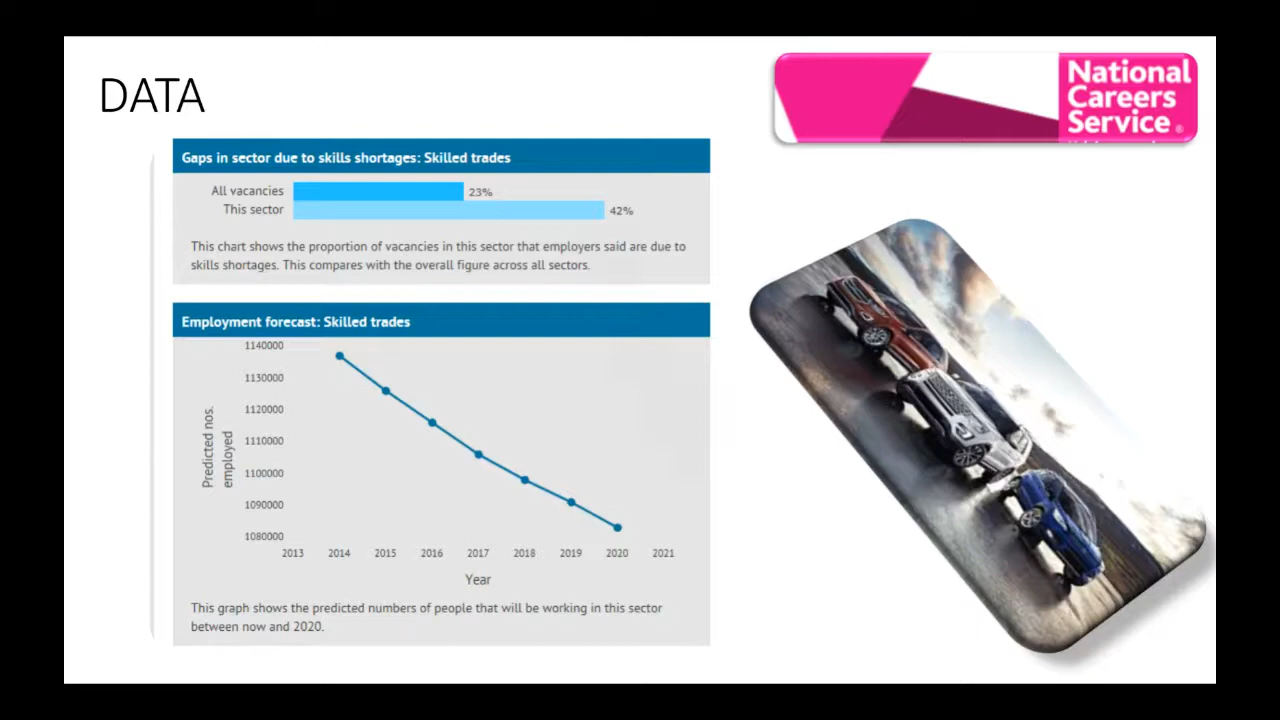 DATA
National
Careers
Service
Gaps in sector due to skills shortages: Skilled trades
All vacancies 23%
This sector 42%
This chart shows the proportion of vacancies in this sector that employers said are due to
skills shortages. This compares with the overall figure across all sectors.
Employment forecast: Skilled trades
1140000
1130000
1120000
1110000
1100000
1090000
1080000
Predicted nos.
employed
2013 2014 2015 2016 2017 2018 2019 2020 2021
Year
This graph shows the predicted numbers of people that will be working in this sector
between now and 2020.